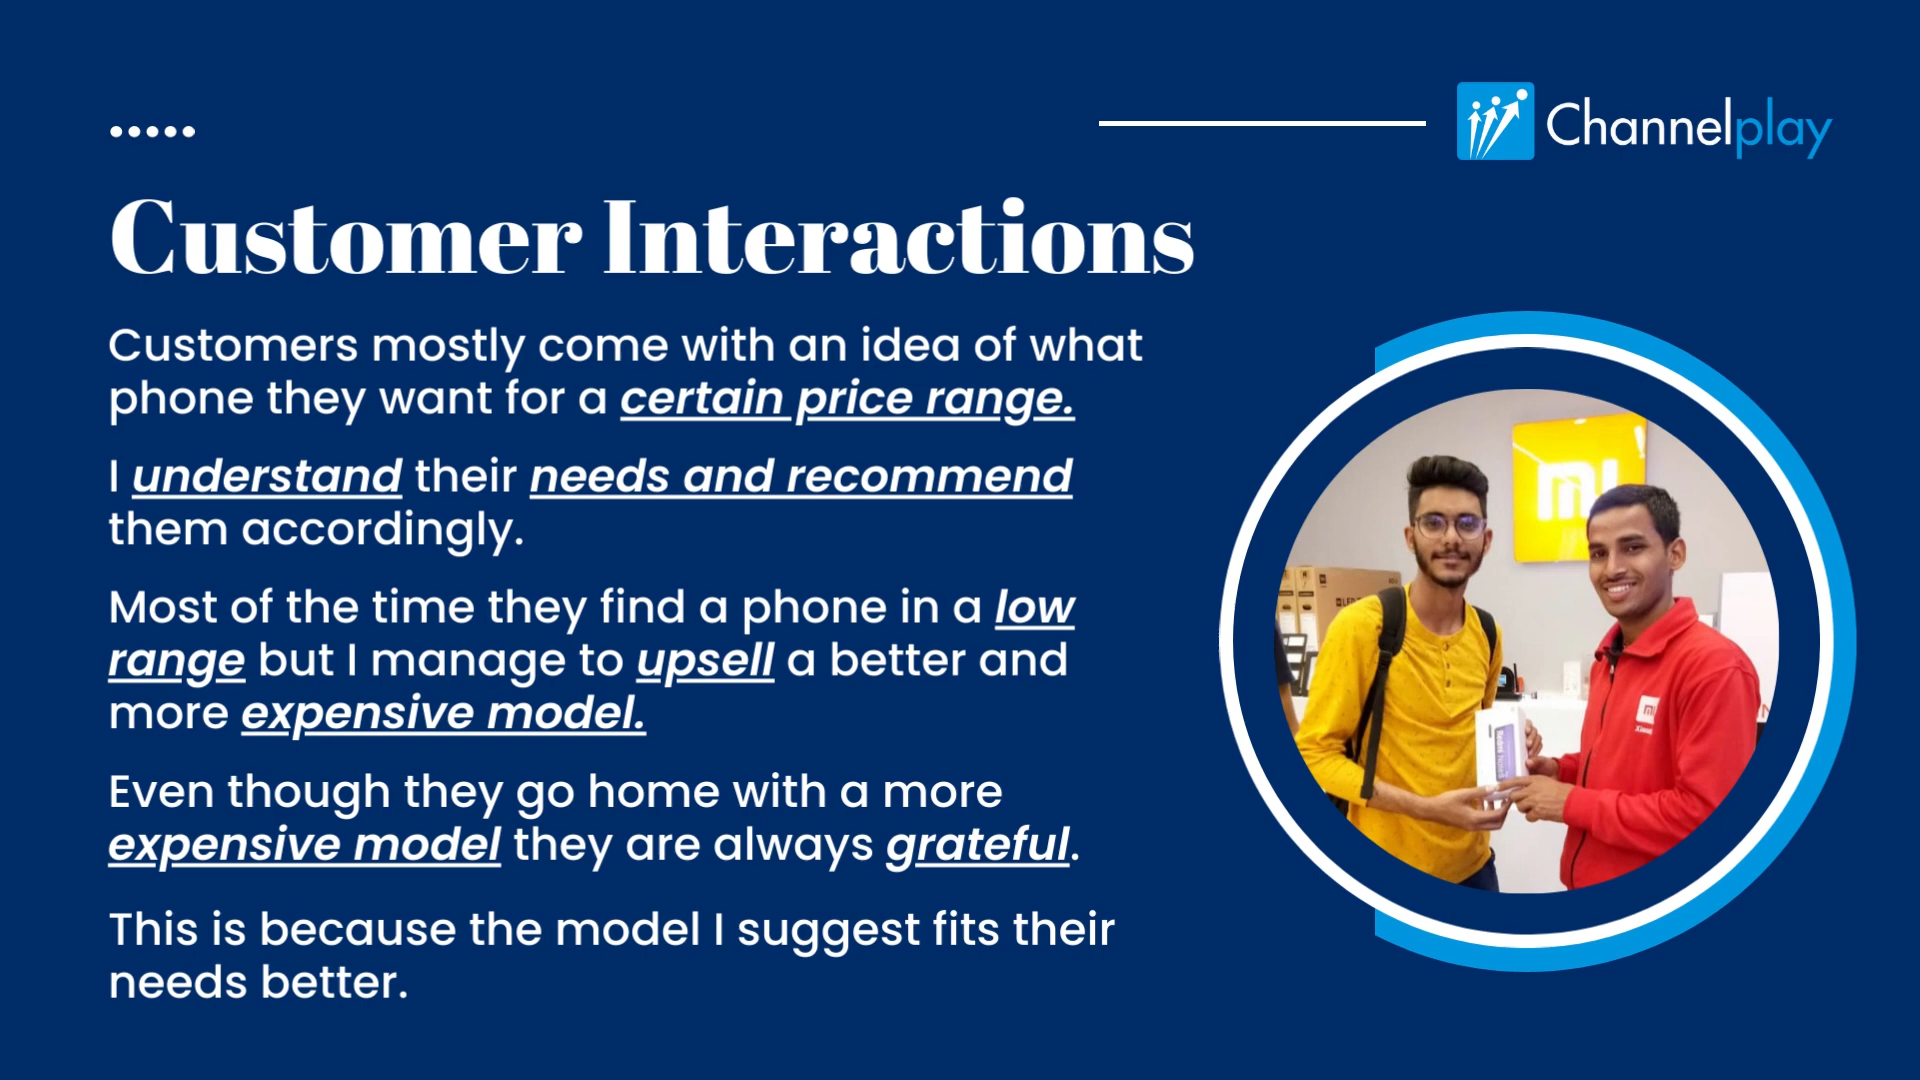 Channelplay
Customer Interactions
Customers mostly come with an idea of what
phone they want for a certain price range.
I understand their needs and recommend
them accordingly.
Most of the time they find a phone in a low
range but I manage to upsell a better and
more expensive model.
Even though they go home with a more
expensive model they are always grateful.
This is because the model I suggest fits their
needs better.
mi
mi